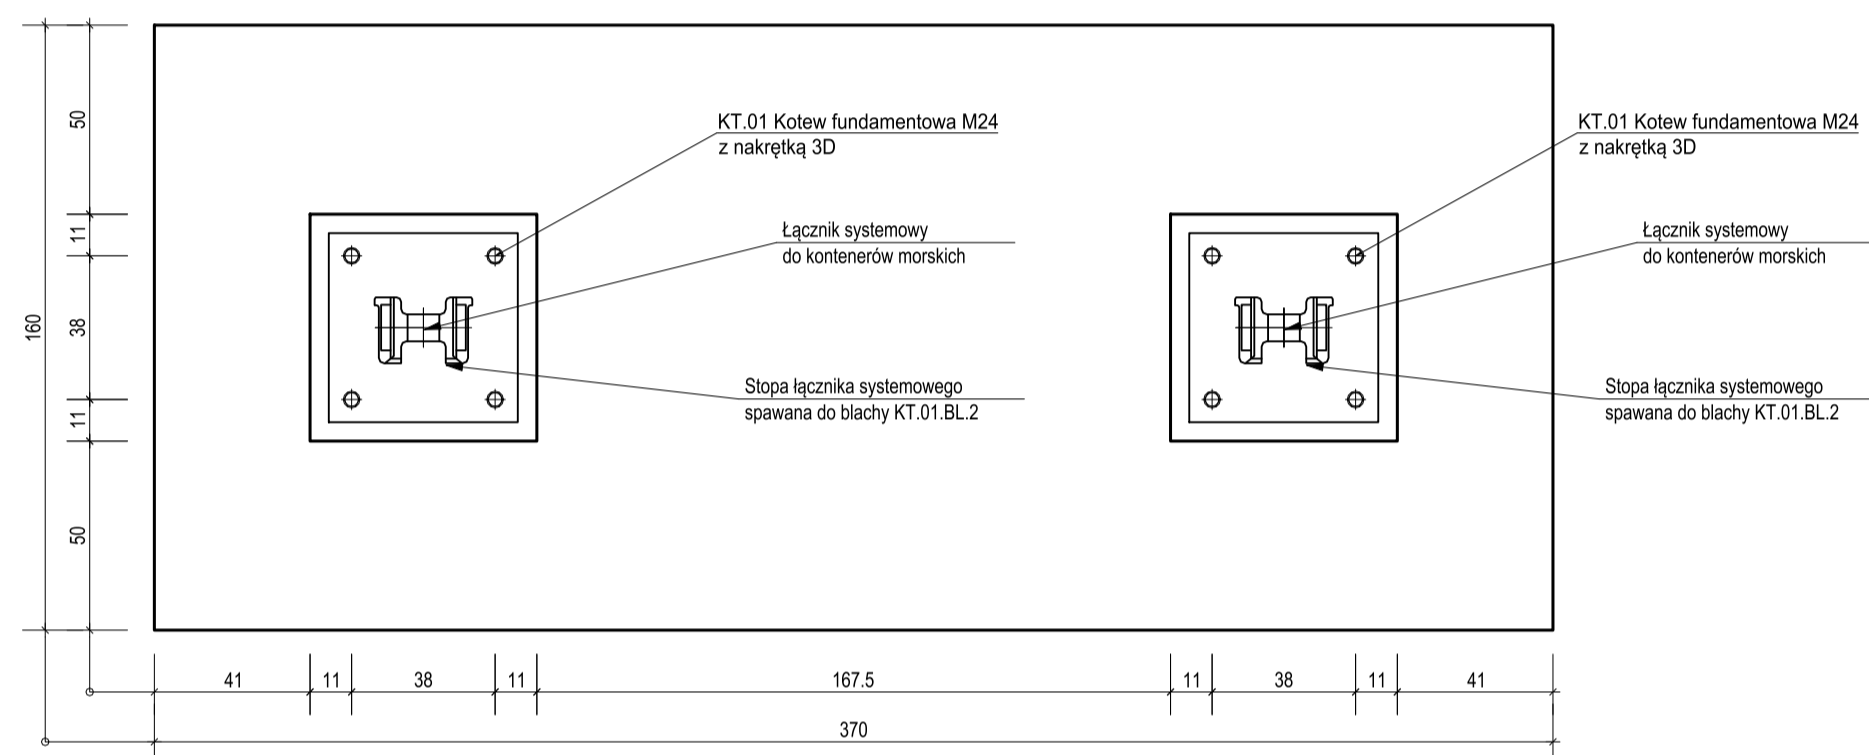 KT.01 Kotew fundamentowa M24
z nakrętką 3D
KT.01 Kotew fundamentowa M24
z nakrętką 3D
Łącznik systemowy
do kontenerów morskich
Łącznik systemowy
do kontenerów morskich
Stopa łącznika systemowego
spawana do blachy KT.01.BL.2
Stopa łącznika systemowego
spawana do blachy KT.01.BL.2
160
50
11
38
11
50
41
11
38
11
167.5
11
38
11
41
370